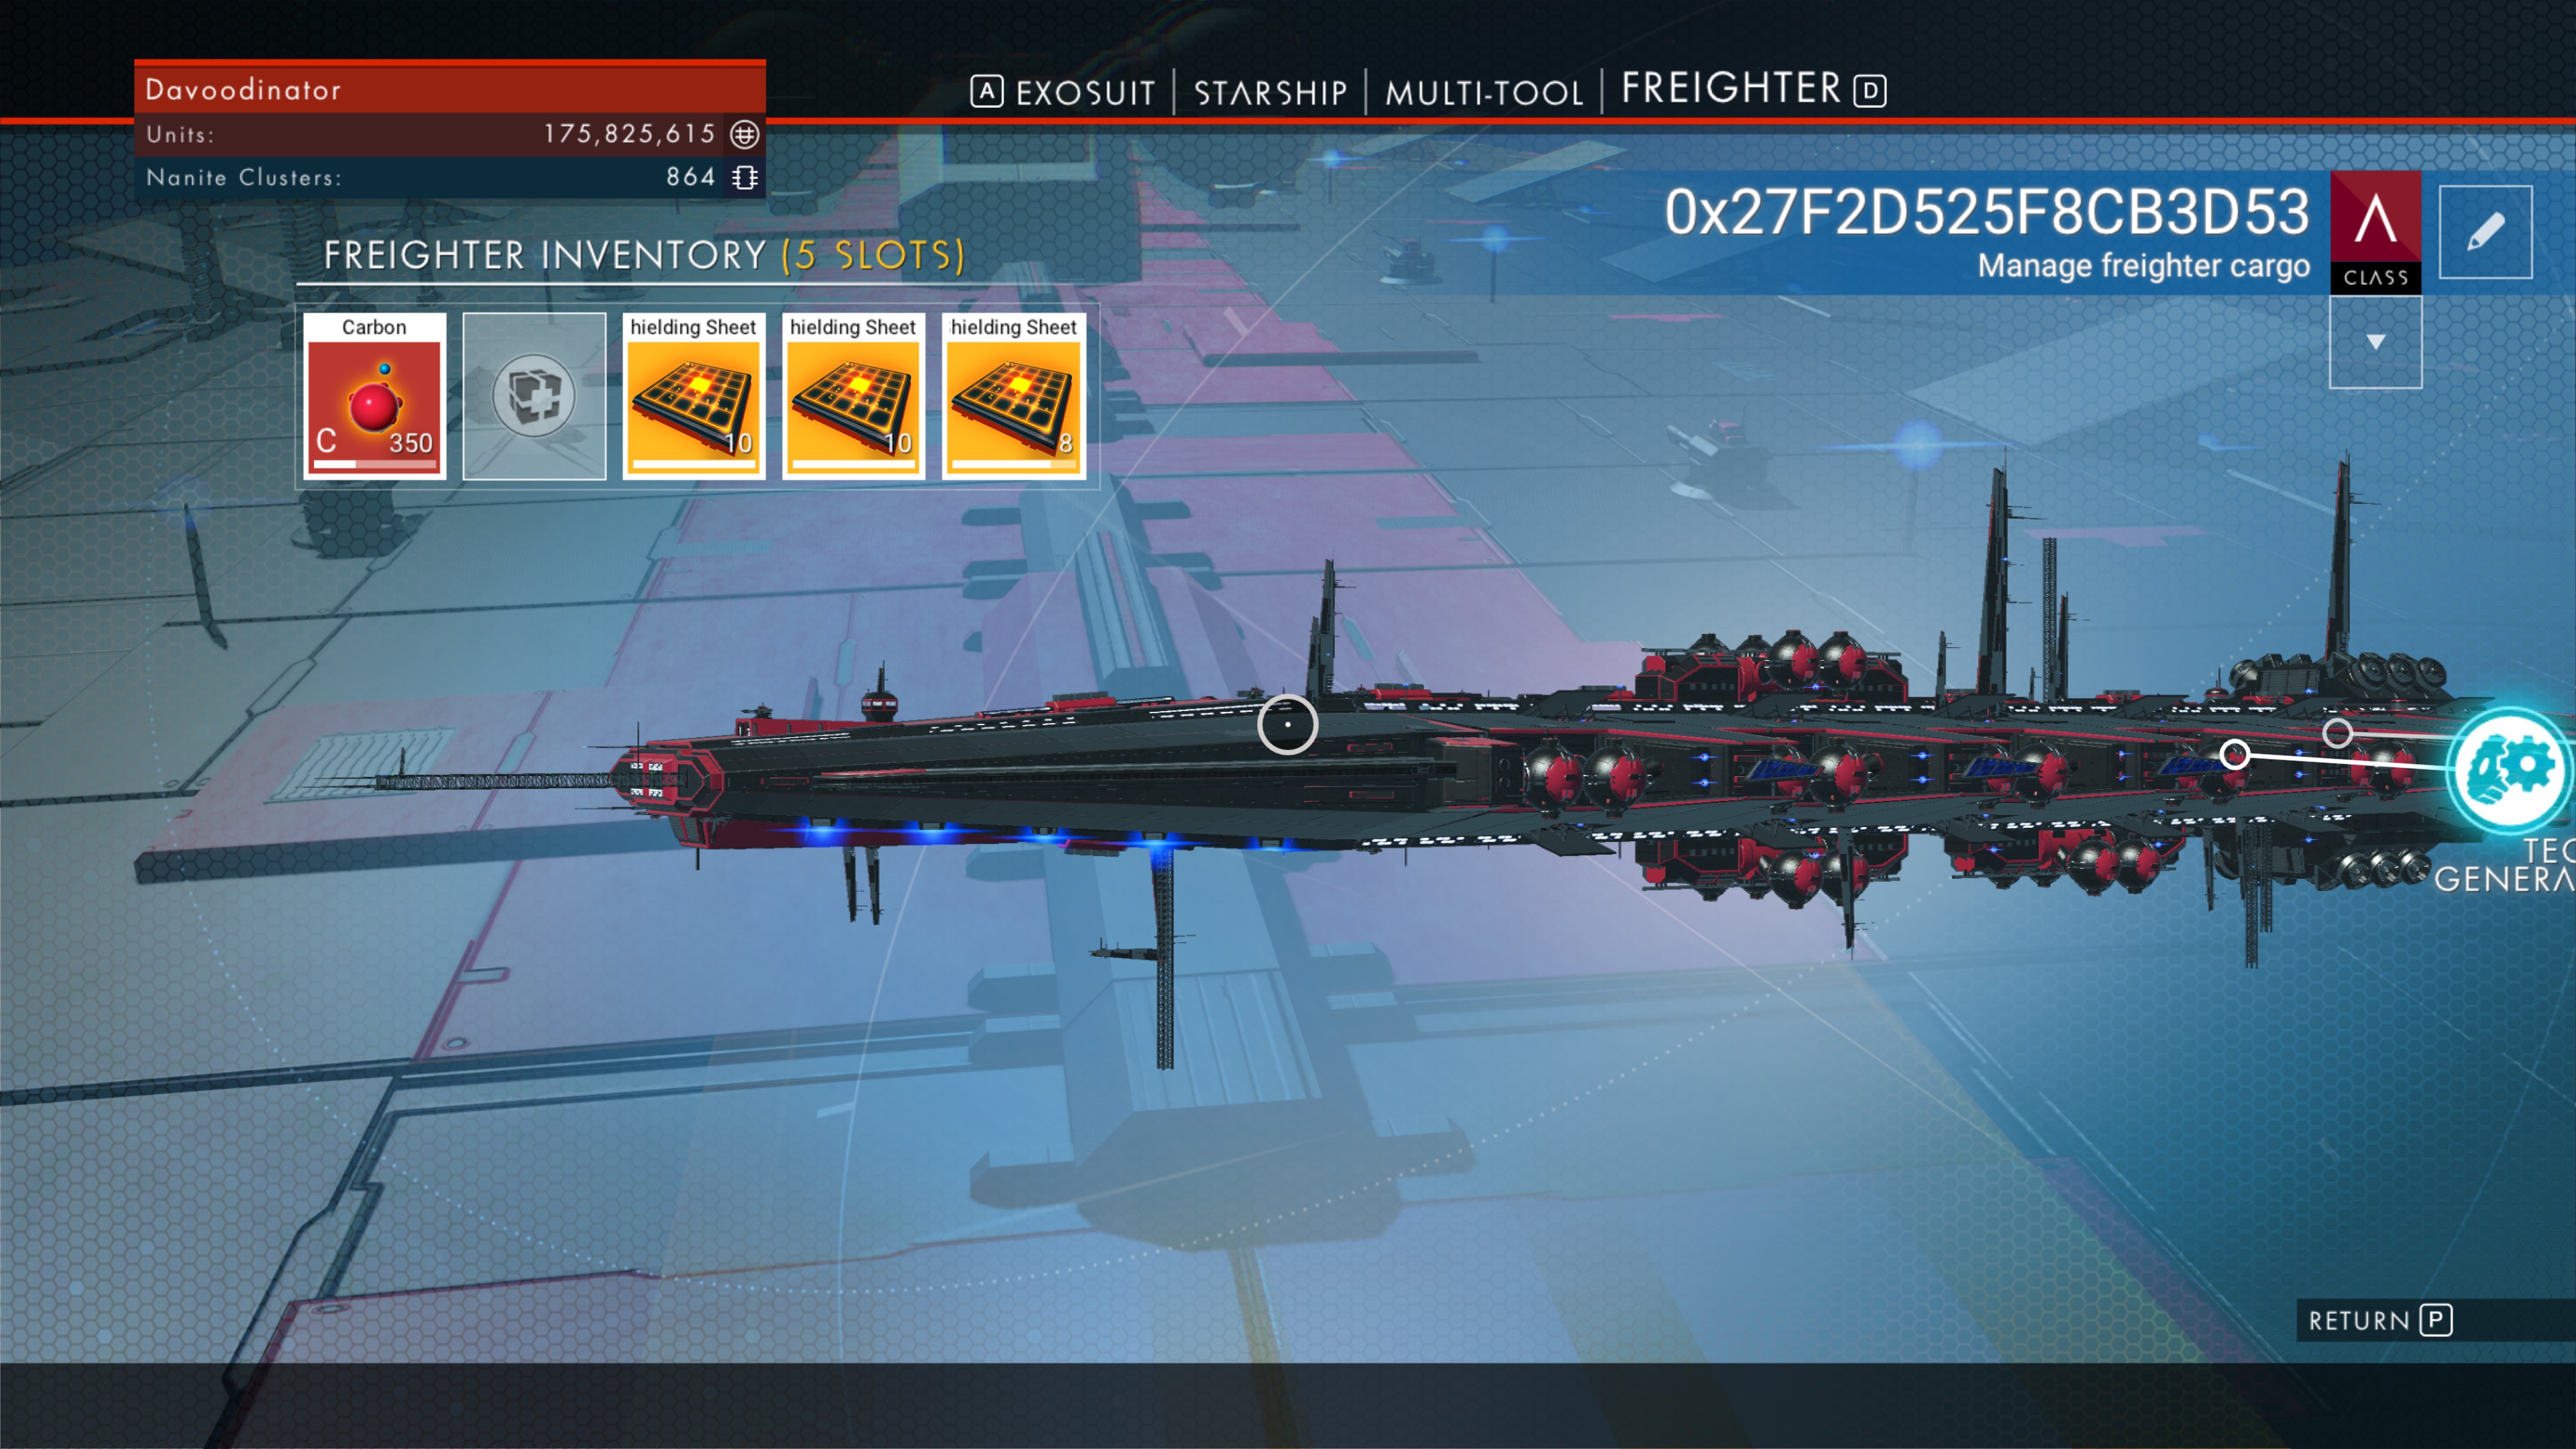 Davoodinator
Units: 175,825,615
Nanite Clusters: 864
A EXOSUIT STARSHIP MULTI-TOOL FREIGHTER D
0x27F2D525F8CB3D53
Manage freighter cargo
A
CLASS
FREIGHTER INVENTORY (5 SLOTS)
Carbon
C 350
hielding Sheet
10
hielding Sheet
10
hielding Sheet
8
TEC
GENERA
RETURN P